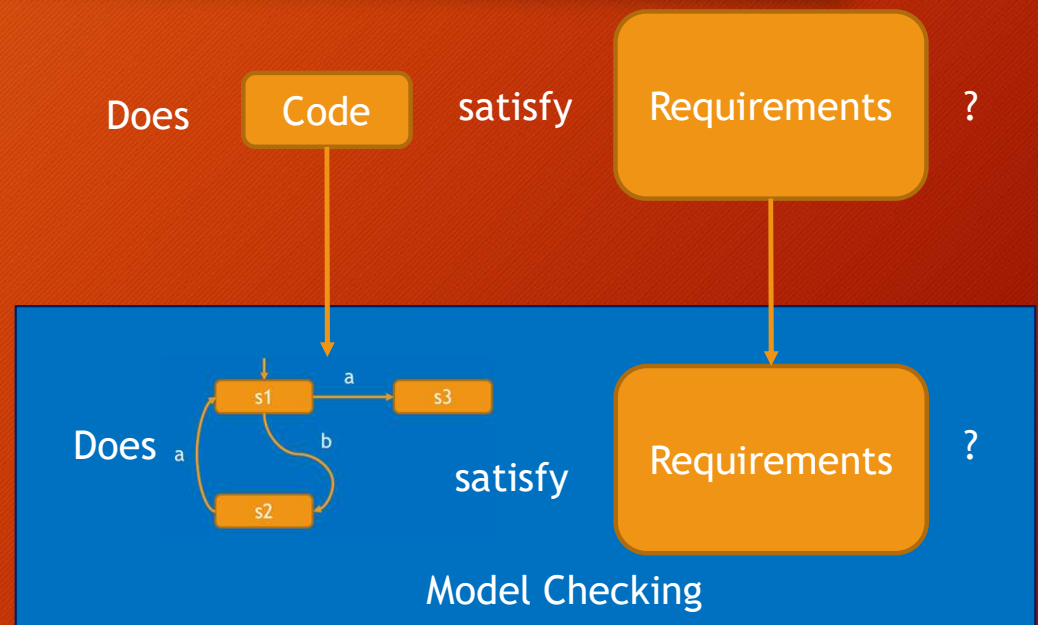 Does Code satisfy Requirements ?
a
s1 s3
b
Does a satisfy Requirements ?
s2
Model Checking